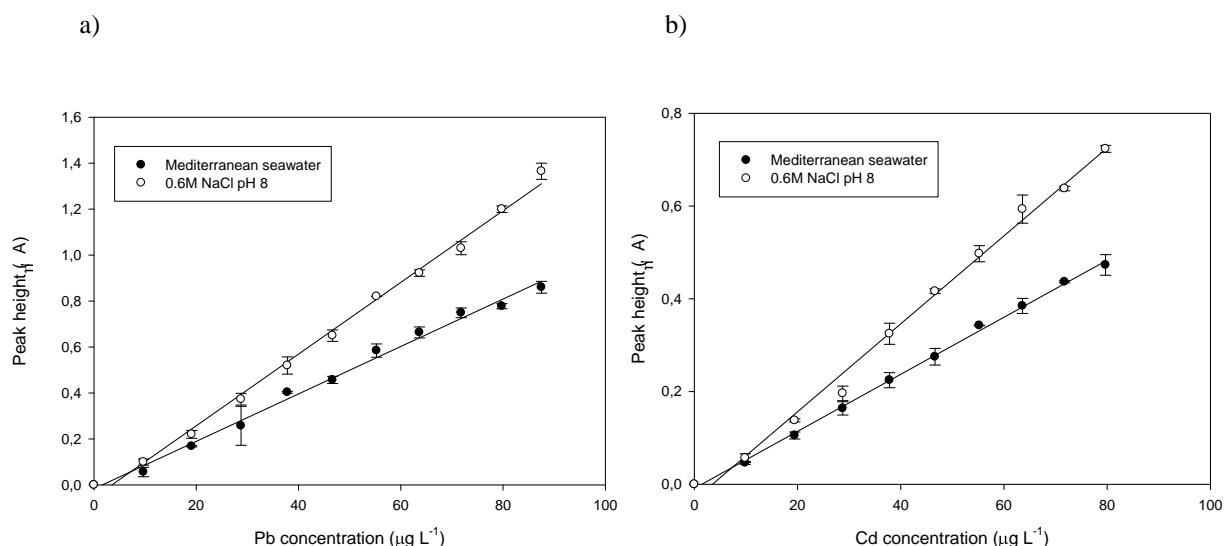 a)
1,6
1,4
1,2
1,0
0,8
0,6
0,4
0,2
0,0
Peak height (μA)
Mediterranean seawater
0.6M NaCl pH 8
0 20 40 60 80 100
Pb concentration (μg L⁻¹)
b)
0,8
0,6
0,4
0,2
0,0
Peak height (μA)
Mediterranean seawater
0.6M NaCl pH 8
0 20 40 60 80 100
Cd concentration (μg L⁻¹)